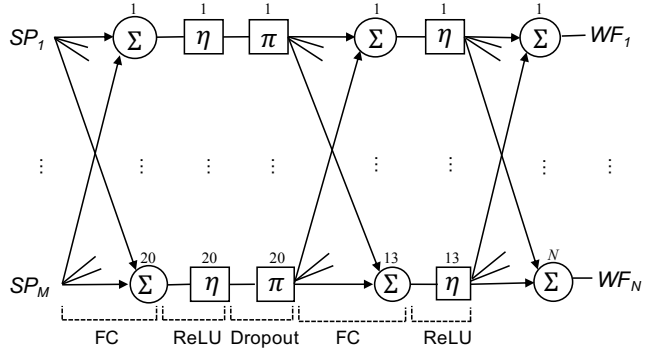 1 1 1 1 1 1
SP1 Σ η π Σ η Σ WF1
⋮ ⋮ ⋮ ⋮ ⋮ ⋮
20 20 20 13 13 N
SPM Σ η π Σ η Σ WFN
FC ReLU Dropout FC ReLU